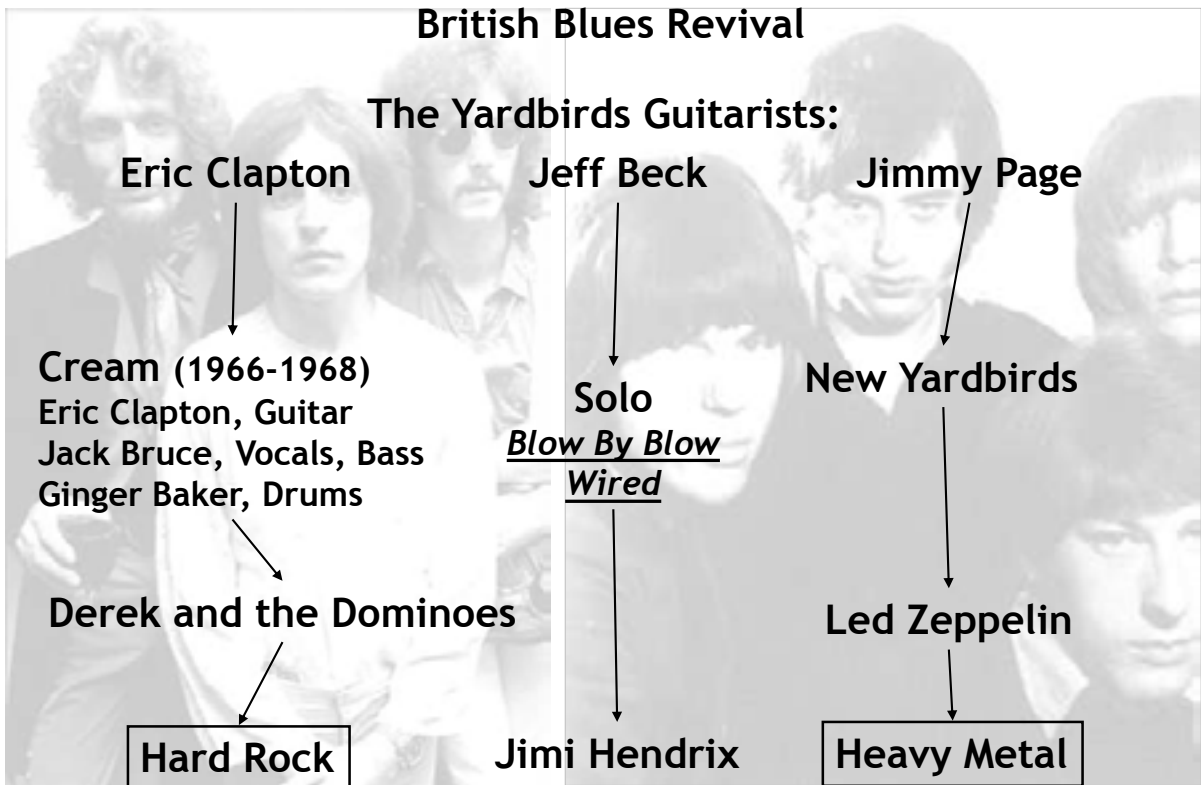 British Blues Revival
The Yardbirds Guitarists:
Eric Clapton
Jeff Beck
Jimmy Page
Cream (1966-1968)
Eric Clapton, Guitar
Jack Bruce, Vocals, Bass
Ginger Baker, Drums
Derek and the Dominoes
Hard Rock
Solo
Blow By Blow
Wired
Jimi Hendrix
New Yardbirds
Led Zeppelin
Heavy Metal